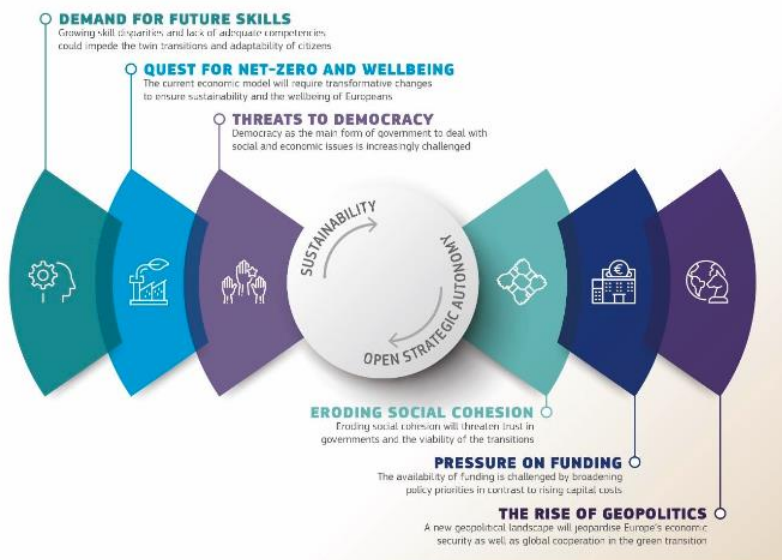 DEMAND FOR FUTURE SKILLS
Growing skill disparities and lack of adequate competencies
could impede the twin transitions and adaptability of citizens
QUEST FOR NET-ZERO AND WELLBEING
The current economic model will require transformative changes
to ensure sustainability and the wellbeing of Europeans
THREATS TO DEMOCRACY
Democracy as the main form of government to deal with
social and economic issues is increasingly challenged
SUSTAINABILITY
OPEN STRATEGIC AUTONOMY
€
ERODING SOCIAL COHESION
Eroding social cohesion will threaten trust in
governments and the viability of the transitions
PRESSURE ON FUNDING
The availability of funding is challenged by broadening
policy priorities in contrast to rising capital costs
THE RISE OF GEOPOLITICS
A new geopolitical landscape will jeopardise Europe's economic
security as well as global cooperation in the green transition